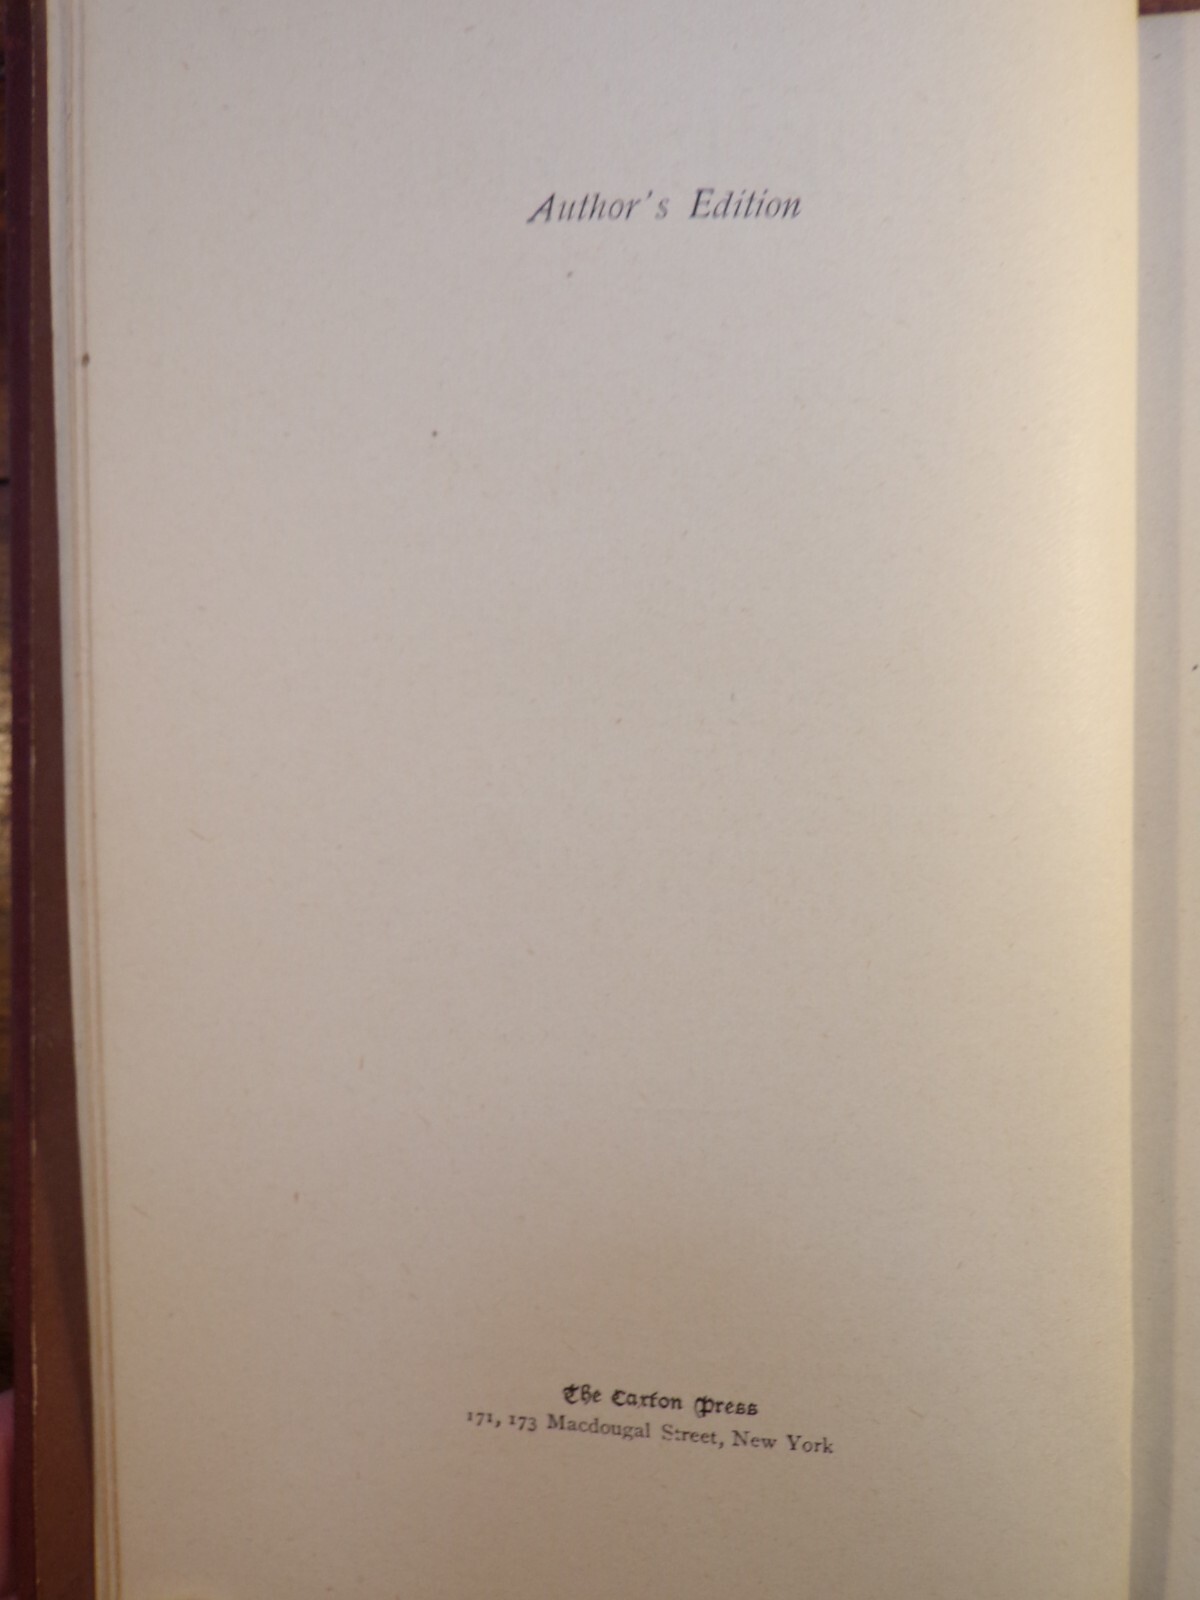 Author's Edition
The Caxton Press
171, 173 Macdougal Street, New York